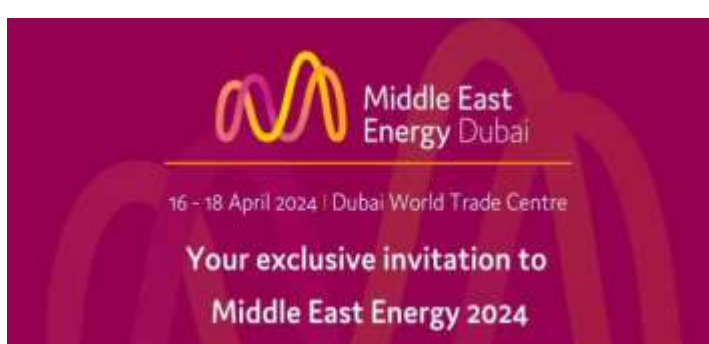 Middle East
Energy Dubai
16 - 18 April 2024 | Dubai World Trade Centre
Your exclusive invitation to
Middle East Energy 2024